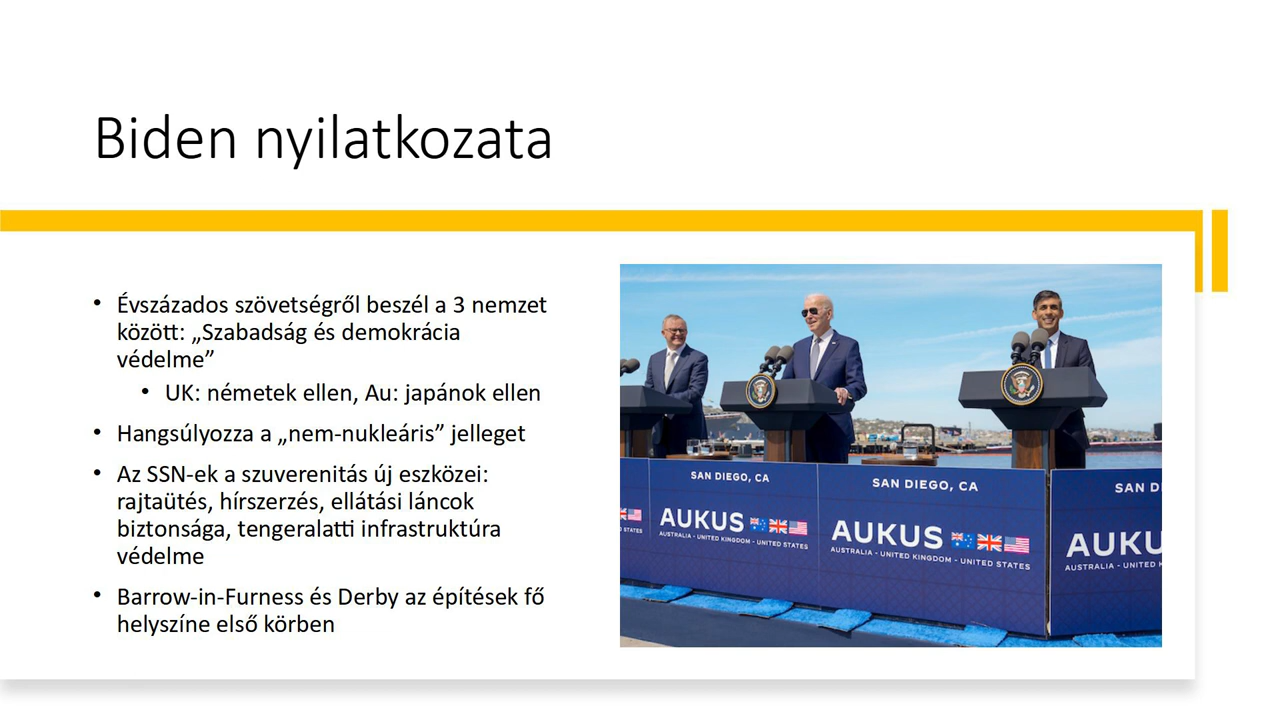 Biden nyilatkozata
• Évszázados szövetségről beszél a 3 nemzet
között: „Szabadság és demokrácia
védelme”
• UK: németek ellen, Au: japánok ellen
• Hangsúlyozza a „nem-nukleáris” jelleget
• Az SSN-ek a szuverenitás új eszközei:
rajtaütés, hírszerzés, ellátási láncok
biztonsága, tengeralatti infrastruktúra
védelme
• Barrow-in-Furness és Derby az építések fő
helyszíne első körben
SAN DIEGO, CA
AUKUS
AUSTRALIA - UNITED KINGDOM - UNITED STATES
SAN DIEGO, CA
AUKUS
AUSTRALIA - UNITED KINGDOM - UNITED STATES
SAN D
AUKU
AUSTRALIA - UNITED K
STATES